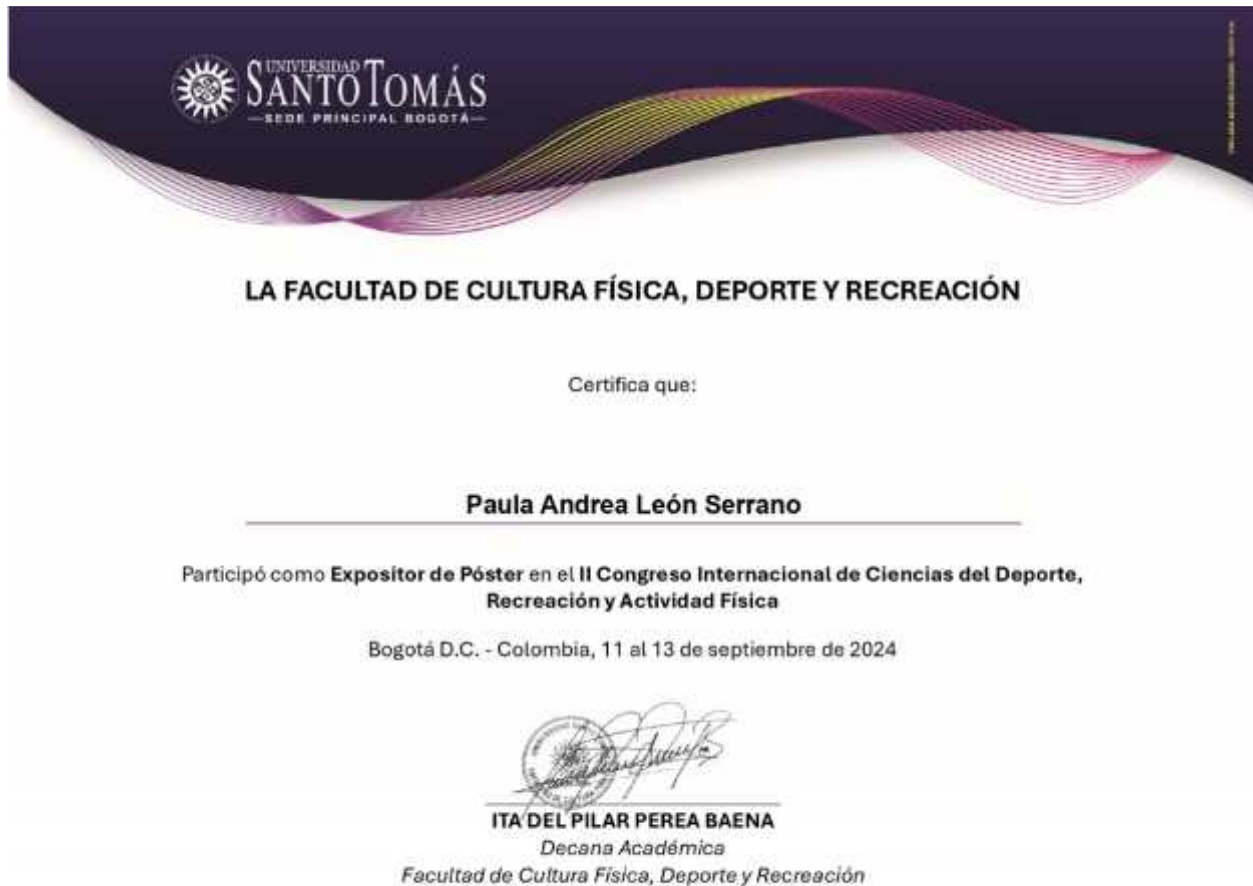 UNIVERSIDAD
SANTO TOMÁS
SEDE PRINCIPAL BOGOTÁ
LA FACULTAD DE CULTURA FÍSICA, DEPORTE Y RECREACIÓN
Certifica que:
Paula Andrea León Serrano
Participó como Expositor de Póster en el II Congreso Internacional de Ciencias del Deporte,
Recreación y Actividad Física
Bogotá D.C. - Colombia, 11 al 13 de septiembre de 2024
ITA DEL PILAR PEREA BAENA
Decana Académica
Facultad de Cultura Física, Deporte y Recreación